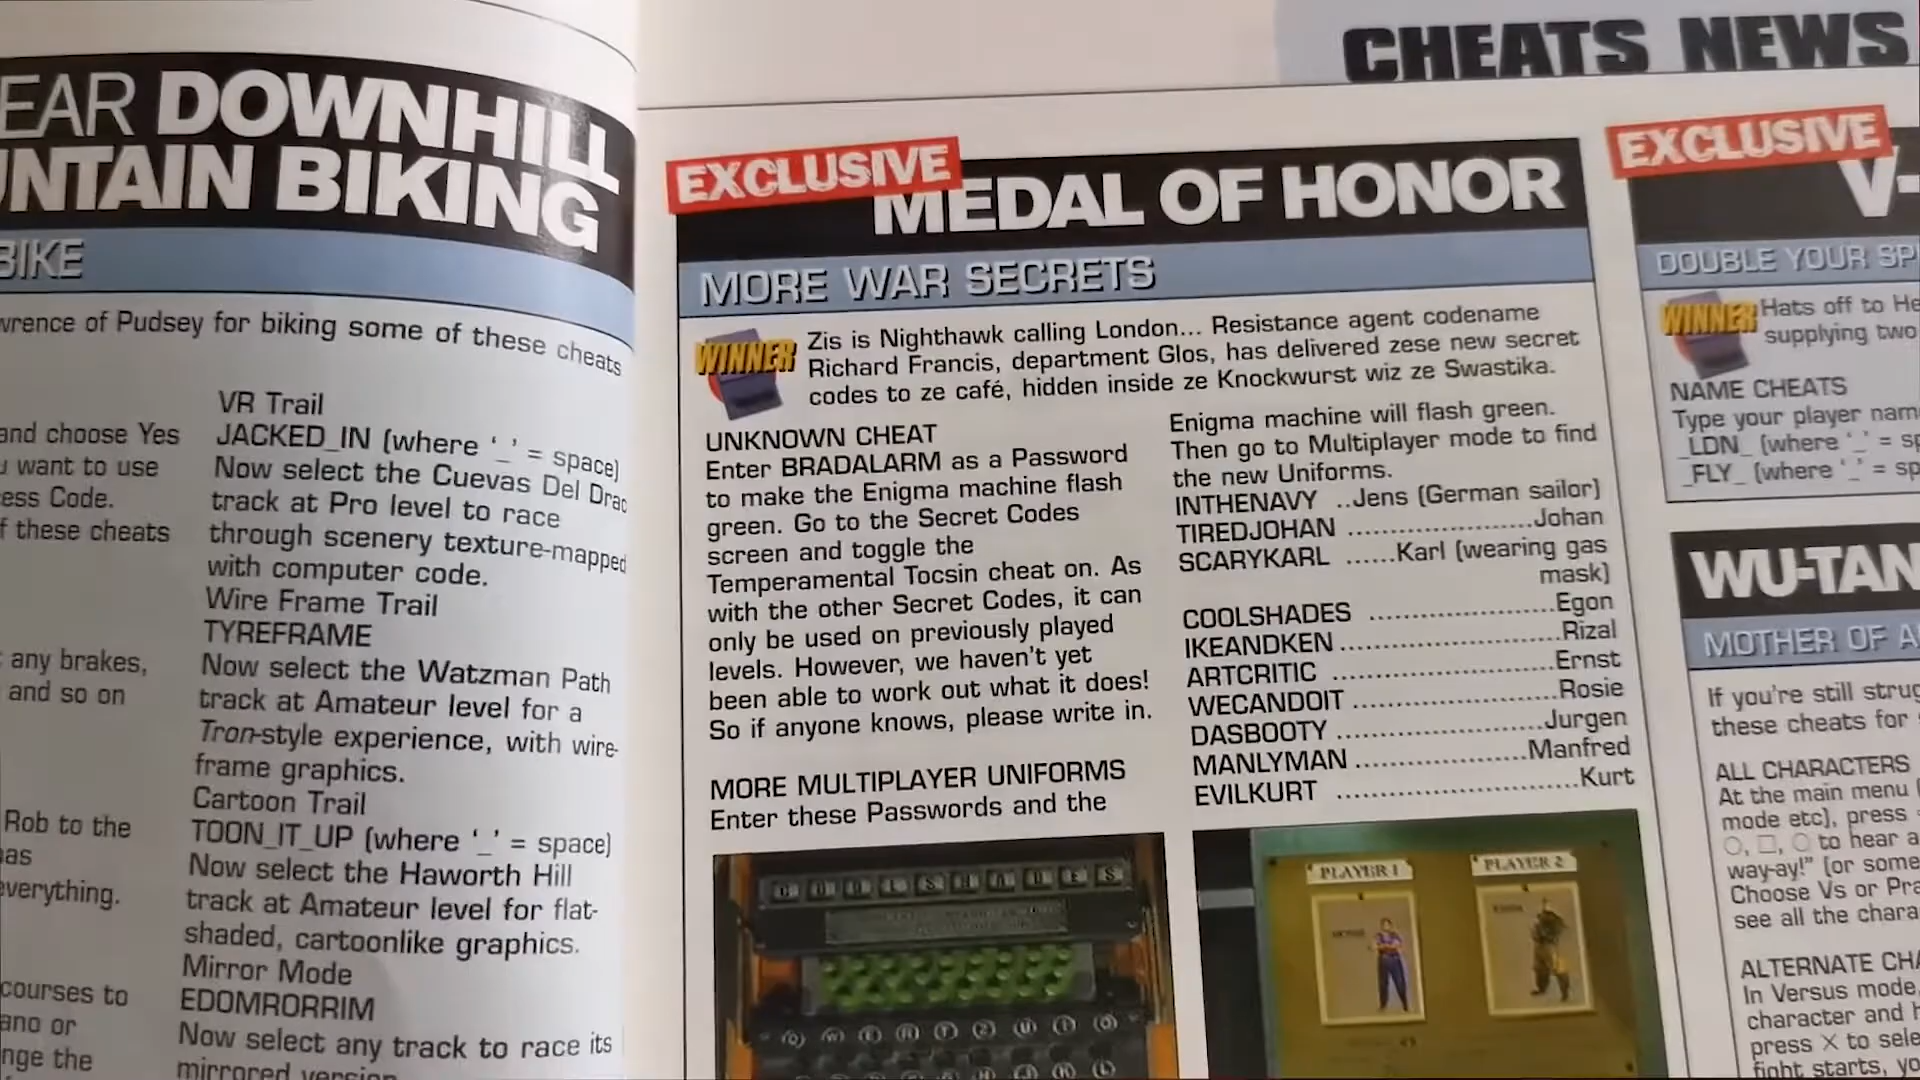 CHEATS NEWS
EAR DOWNHILL
UNTAIN BIKING
BIKE
wrence of Pudsey for biking some of these cheats
and choose Yes
u want to use
ess Code.
f these cheats
any brakes,
and so on
Rob to the
everything.
courses to
ano or
nge the
VR Trail
JACKED_IN (where ‘_’ = space)
Now select the Cuevas Del Drac
track at Pro level to race
through scenery texture-mapped
with computer code.
Wire Frame Trail
TYREFRAME
Now select the Watzman Path
track at Amateur level for a
Tron-style experience, with wire-
frame graphics.
Cartoon Trail
TOON_IT_UP (where ‘_’ = space)
Now select the Haworth Hill
track at Amateur level for flat-
shaded, cartoonlike graphics.
Mirror Mode
EDOMRORRIM
Now select any track to race its
mirrored version
EXCLUSIVE
MEDAL OF HONOR
MORE WAR SECRETS
WINNER
Zis is Nighthawk calling London... Resistance agent codename
Richard Francis, department Glos, has delivered zese new secret
codes to ze café, hidden inside ze Knockwurst wiz ze Swastika.
UNKNOWN CHEAT
Enter BRADALARM as a Password
to make the Enigma machine flash
green. Go to the Secret Codes
screen and toggle the
Temperamental Tocsin cheat on. As
with the other Secret Codes, it can
only be used on previously played
levels. However, we haven't yet
been able to work out what it does!
So if anyone knows, please write in.
MORE MULTIPLAYER UNIFORMS
Enter these Passwords and the
Enigma machine will flash green.
Then go to Multiplayer mode to find
the new Uniforms.
INTHENAVY ..Jens (German sailor)
TIREDJOHAN ......................Johan
SCARYKARL ......Karl (wearing gas
mask)
COOLSHADES ......................Egon
IKEANDKEN ..........................Rizal
ARTCRITIC ..........................Ernst
WECANDOIT ........................Rosie
DASBOOTY ........................Jurgen
MANLYMAN ....................Manfred
EVILKURT ............................Kurt
COOLSHADES
PLAYER 1
PLAYER 2
EXCLUSIVE
V-
DOUBLE YOUR SP
WINNER
Hats off to He
supplying two
NAME CHEATS
Type your player nam
_LDN_ (where ‘_’ = sp
_FLY_ (where ‘_’ = spa
WU-TAN
MOTHER OF A
If you're still strug
these cheats for
ALL CHARACTERS
At the main menu (
mode etc), press
○, □, ○ to hear a
way-ay!” (or some
Choose Vs or Pra
see all the chara
ALTERNATE CHA
In Versus mode,
character and h
press X to sele
fight starts, yo